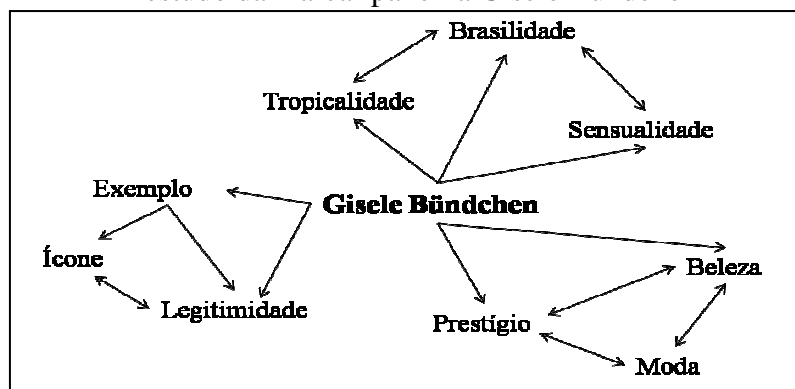 Brasilidade
Tropicalidade
Sensualidade
Exemplo
Gisele Bündchen
Ícone
Beleza
Legitimidade
Prestígio
Moda